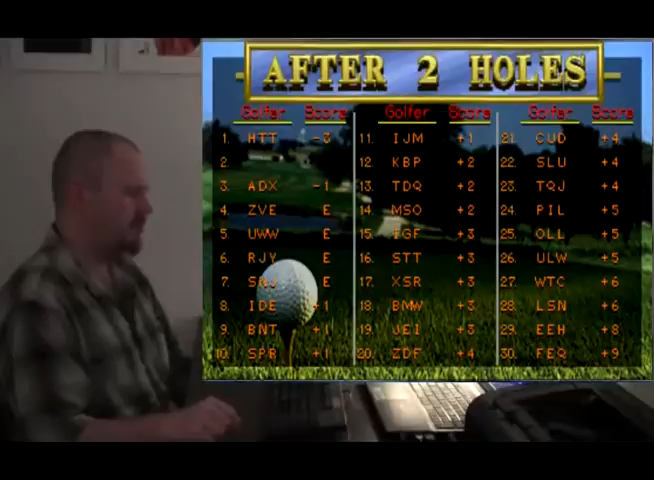 AFTER 2 HOLES
Golfer Score Golfer Score Golfer Score
1. HTT -3 11. IJM +1 21. CUD +4
2. 12. KBP +2 22. SLU +4
3. ADX -1 13. TDQ +2 23. TQJ +4
4. ZVE E 14. MSO +2 24. PIL +5
5. UWW E 15. FGF +3 25. OLL +5
6. RJY E 16. STT +3 26. ULW +5
7. E 17. XSR +3 27. WTC +6
8. IDE +1 18. BMW +3 28. LSN +6
9. BNT +1 19. JEI +3 29. EEH +8
10. SPR +1 20. ZDF +4 30. FEQ +9